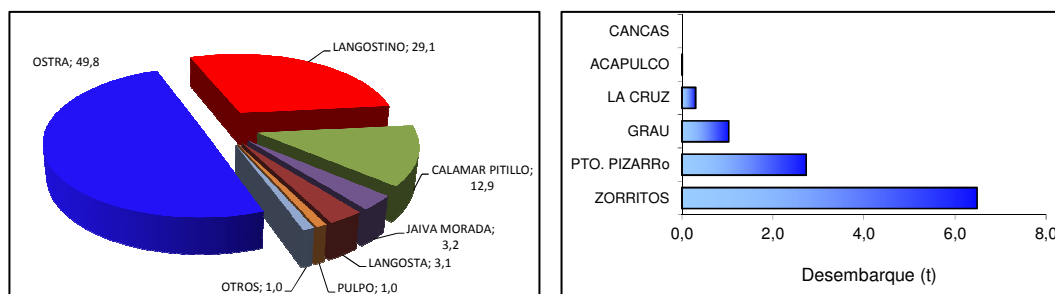 OSTRA; 49,8
LANGOSTINO; 29,1
CALAMAR PITILLO;
12,9
JAIVA MORADA;
3,2
LANGOSTA; 3,1
PULPO; 1,0
OTROS; 1,0
CANCAS
ACAPULCO
LA CRUZ
GRAU
PTO. PIZARRo
ZORRITOS
0,0 2,0 4,0 6,0 8,0
Desembarque (t)